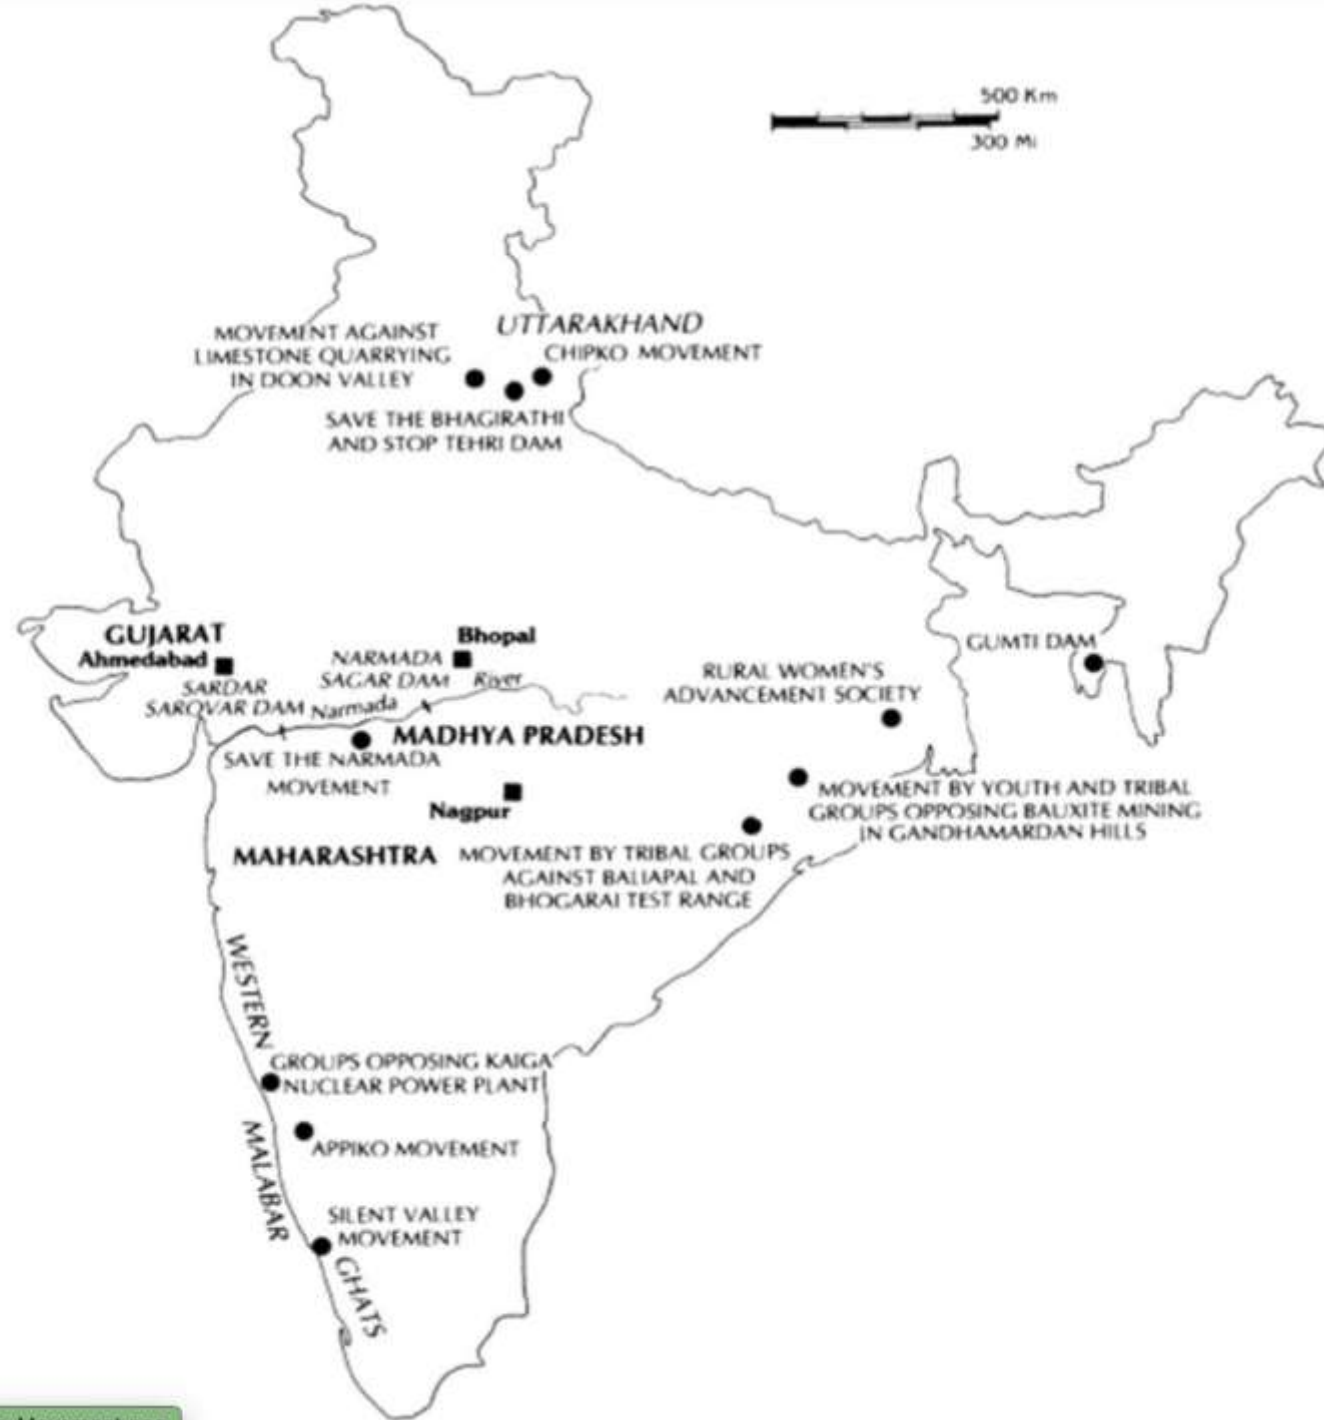 500 Km
300 Mi
MOVEMENT AGAINST
LIMESTONE QUARRYING
IN DOON VALLEY
UTTARAKHAND
CHIPKO MOVEMENT
SAVE THE BHAGIRATHI
AND STOP TEHRI DAM
GUJARAT
Ahmedabad
SARDAR
SAROVAR DAM
NARMADA
SAGAR DAM
Bhopal
River
Narmada
MADHYA PRADESH
SAVE THE NARMADA
MOVEMENT
Nagpur
MAHARASHTRA
RURAL WOMEN'S
ADVANCEMENT SOCIETY
GUMTI DAM
MOVEMENT BY YOUTH AND TRIBAL
GROUPS OPPOSING BAUXITE MINING
IN GANDHAMARDAN HILLS
MOVEMENT BY TRIBAL GROUPS
AGAINST BALIAPAL AND
BHOGARAI TEST RANGE
WESTERN
GROUPS OPPOSING KAIGA
NUCLEAR POWER PLANT
MALABAR
APPIKO MOVEMENT
SILENT VALLEY
MOVEMENT
GHATS